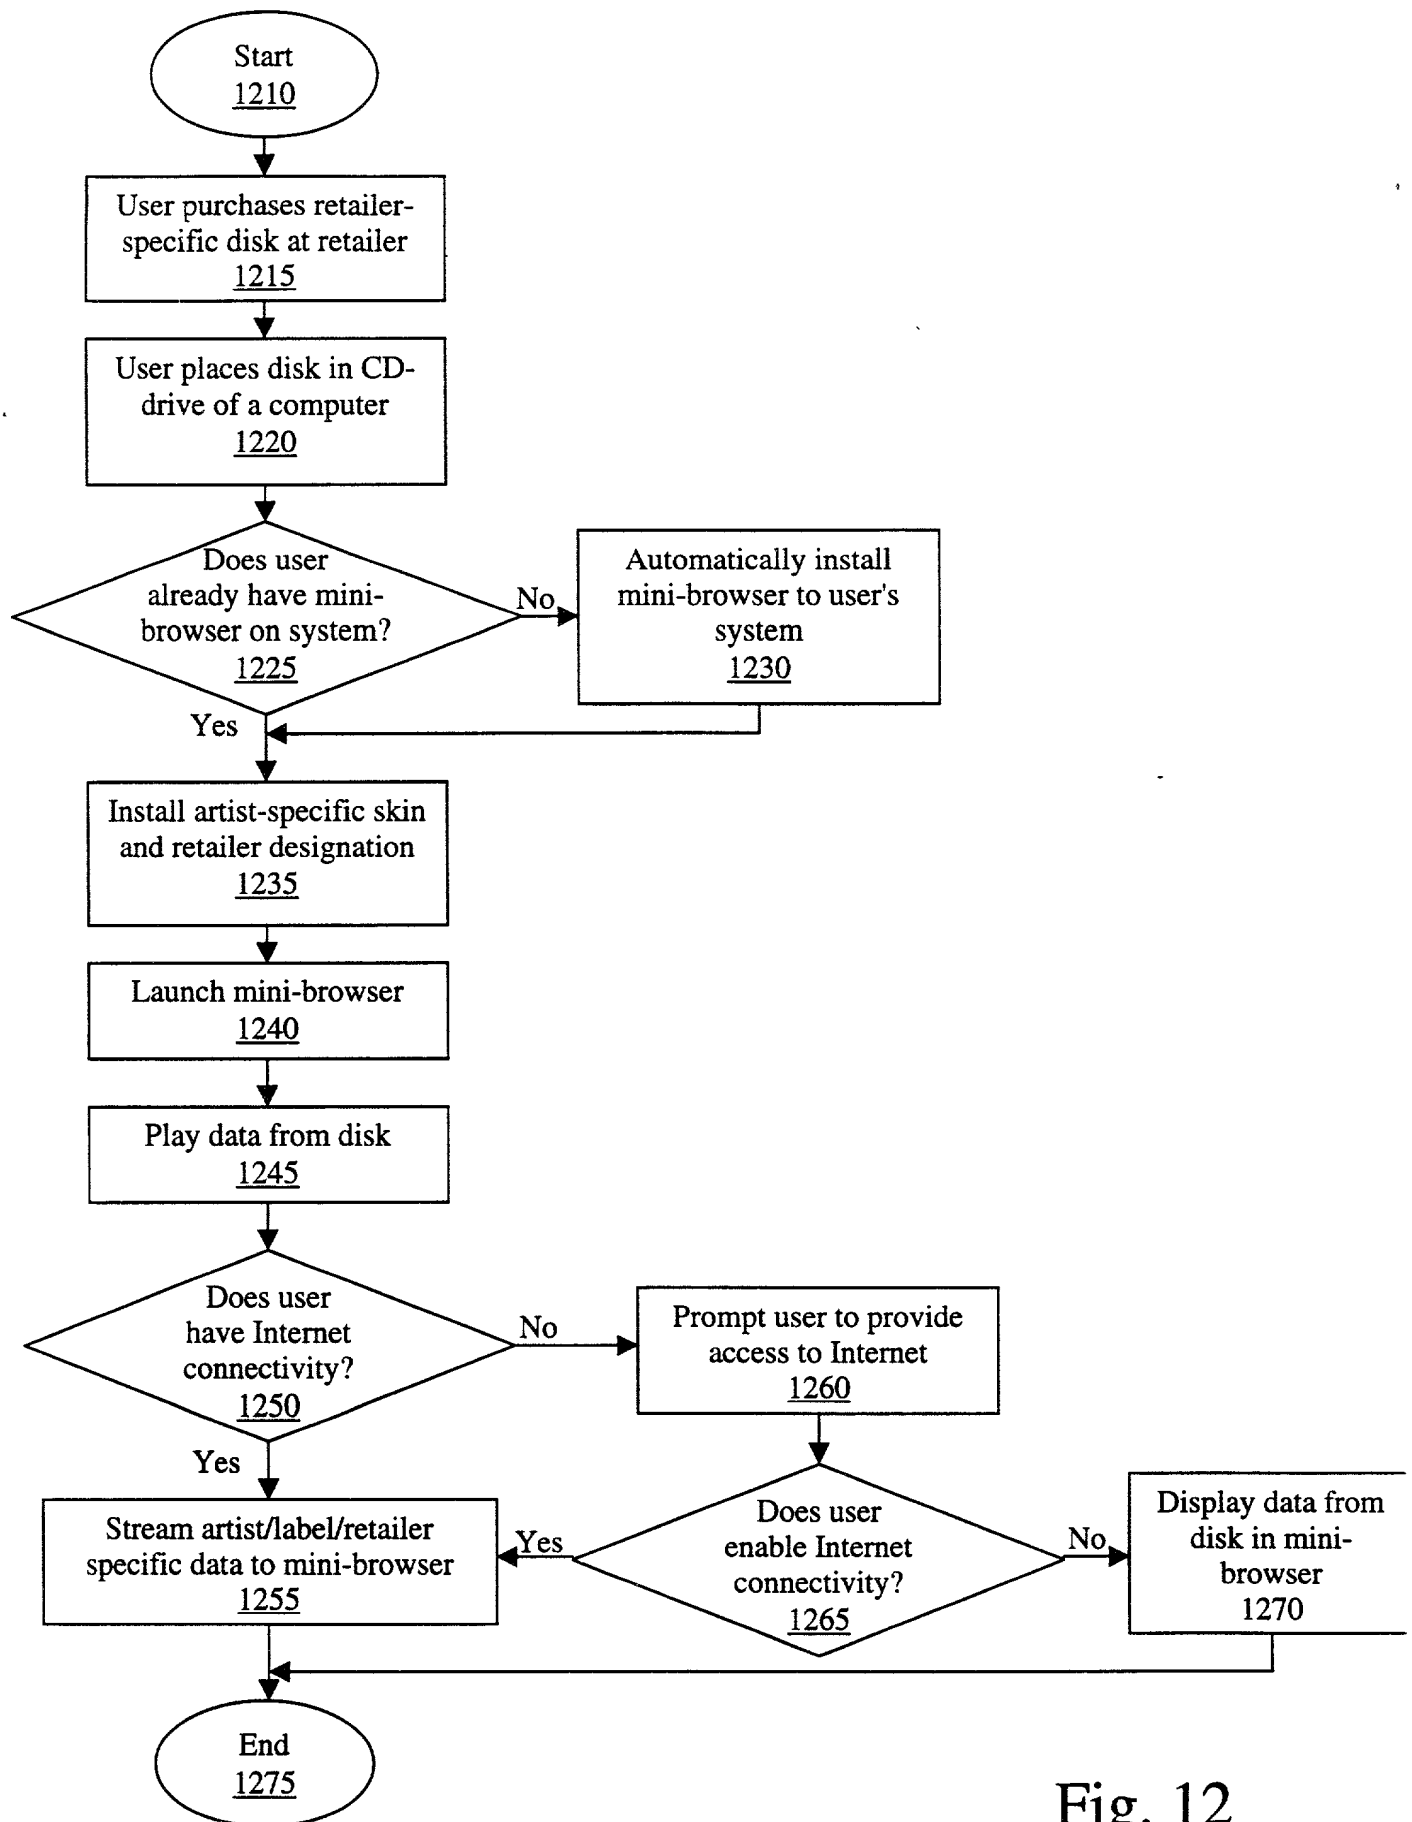 Start
1210
User purchases retailer-
specific disk at retailer
1215
User places disk in CD-
drive of a computer
1220
Does user
already have mini-
browser on system?
1225
No
Automatically install
mini-browser to user's
system
1230
Yes
Install artist-specific skin
and retailer designation
1235
Launch mini-browser
1240
Play data from disk
1245
Does user
have Internet
connectivity?
1250
No
Prompt user to provide
access to Internet
1260
Yes
Stream artist/label/retailer
specific data to mini-browser
1255
Yes
Does user
enable Internet
connectivity?
1265
No
Display data from
disk in mini-
browser
1270
End
1275
Fig. 12